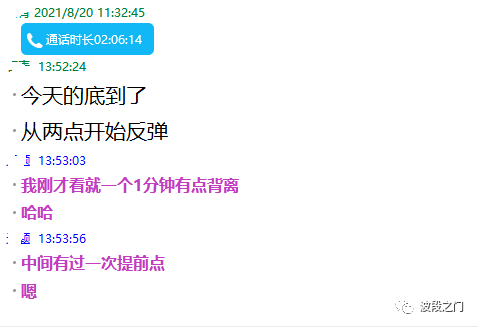 2021/8/20 11:32:45
通话时长02:06:14
13:52:24
今天的底到了
从两点开始反弹
13:53:03
我刚才看就一个1分钟有点背离
哈哈
13:53:56
中间有过一次提前点
嗯
波段之门